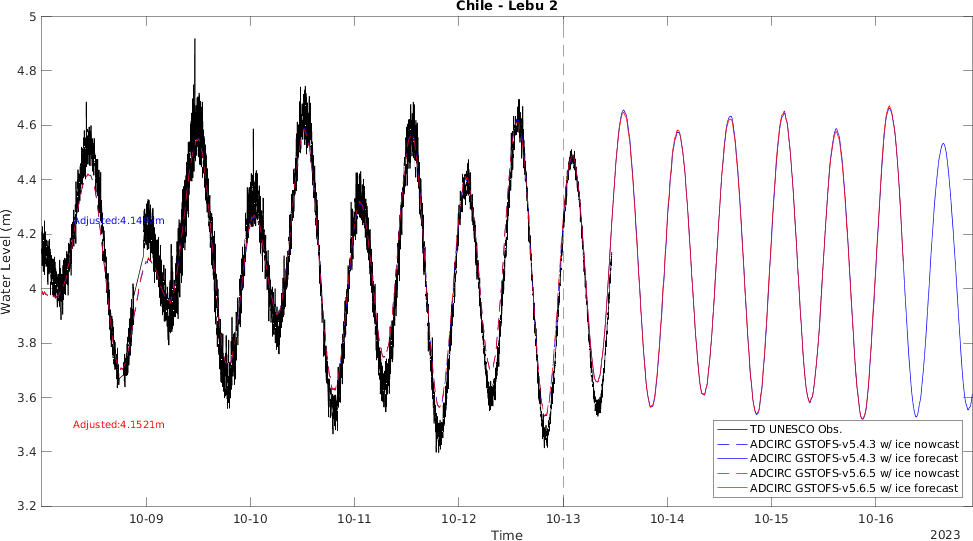 Chile - Lebu 2
5
4.8
4.6
4.4
4.2
4
3.8
3.6
3.4
3.2
Water Level (m)
Adjusted:
Adjusted:4.1521m
TD UNESCO Obs.
ADCIRC GSTOFS-v5.4.3 w/ ice nowcast
ADCIRC GSTOFS-v5.4.3 w/ ice forecast
ADCIRC GSTOFS-v5.6.5 w/ ice nowcast
ADCIRC GSTOFS-v5.6.5 w/ ice forecast
10-09 10-10 10-11 10-12 10-13 10-14 10-15 10-16
Time
2023